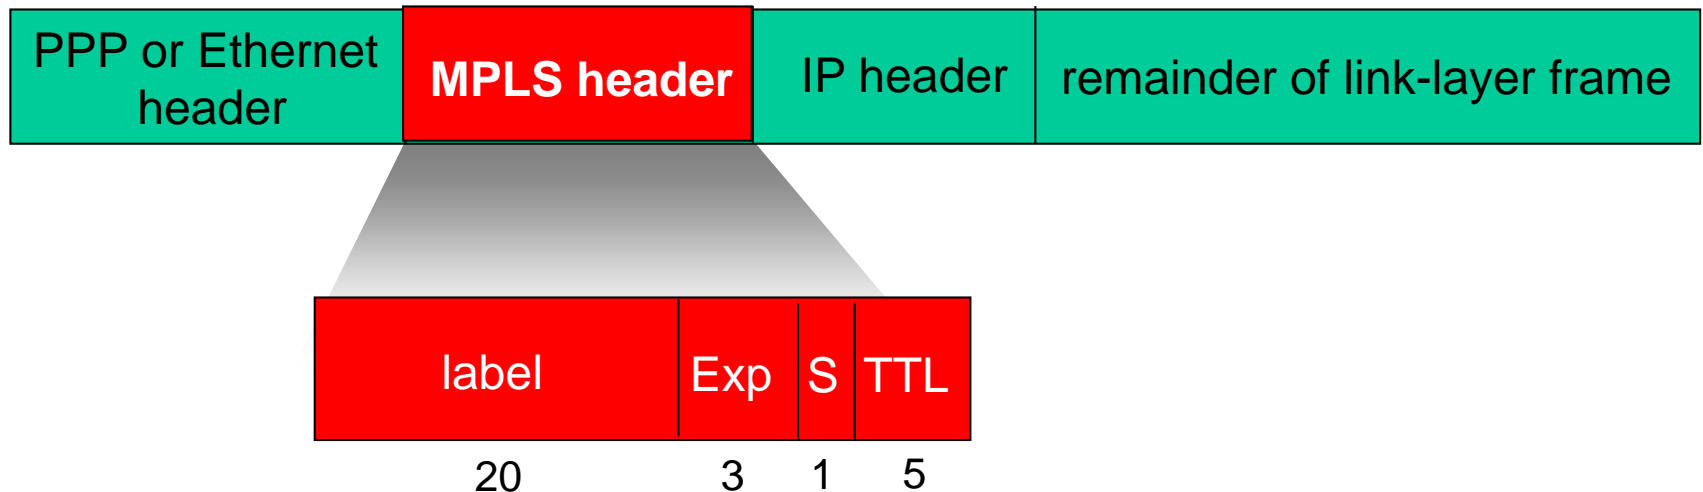 PPP or Ethernet
header
MPLS header
IP header
remainder of link-layer frame
label
Exp
S
TTL
20
3
1
5